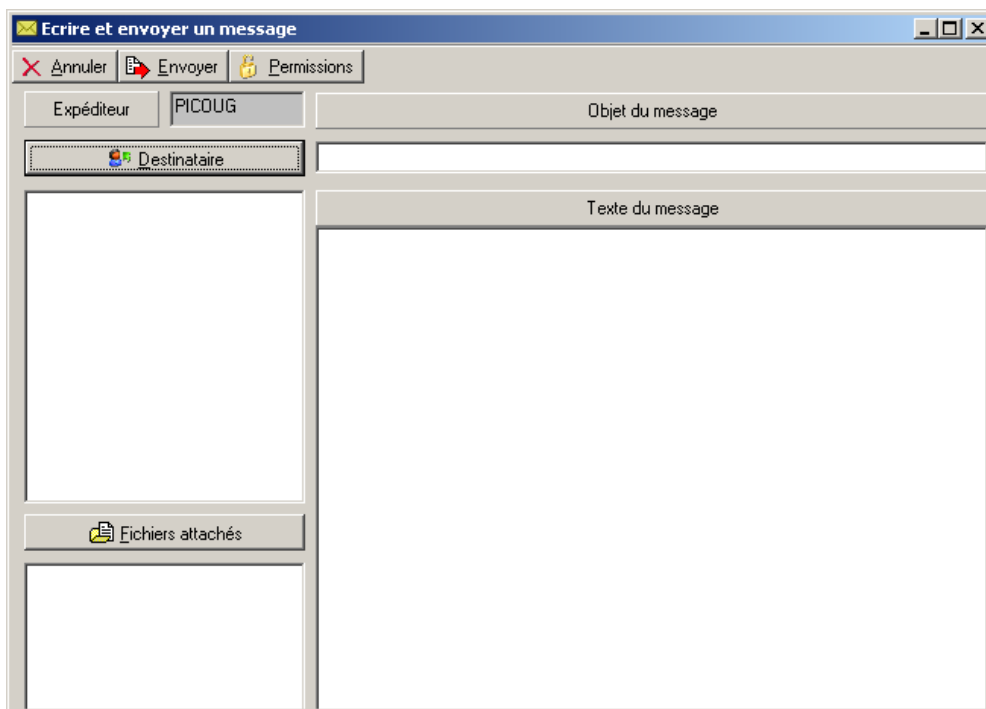 Ecrire et envoyer un message
Annuler Envoyer Permissions
Expéditeur PICOUG Objet du message
Destinataire
Texte du message
Fichiers attachés